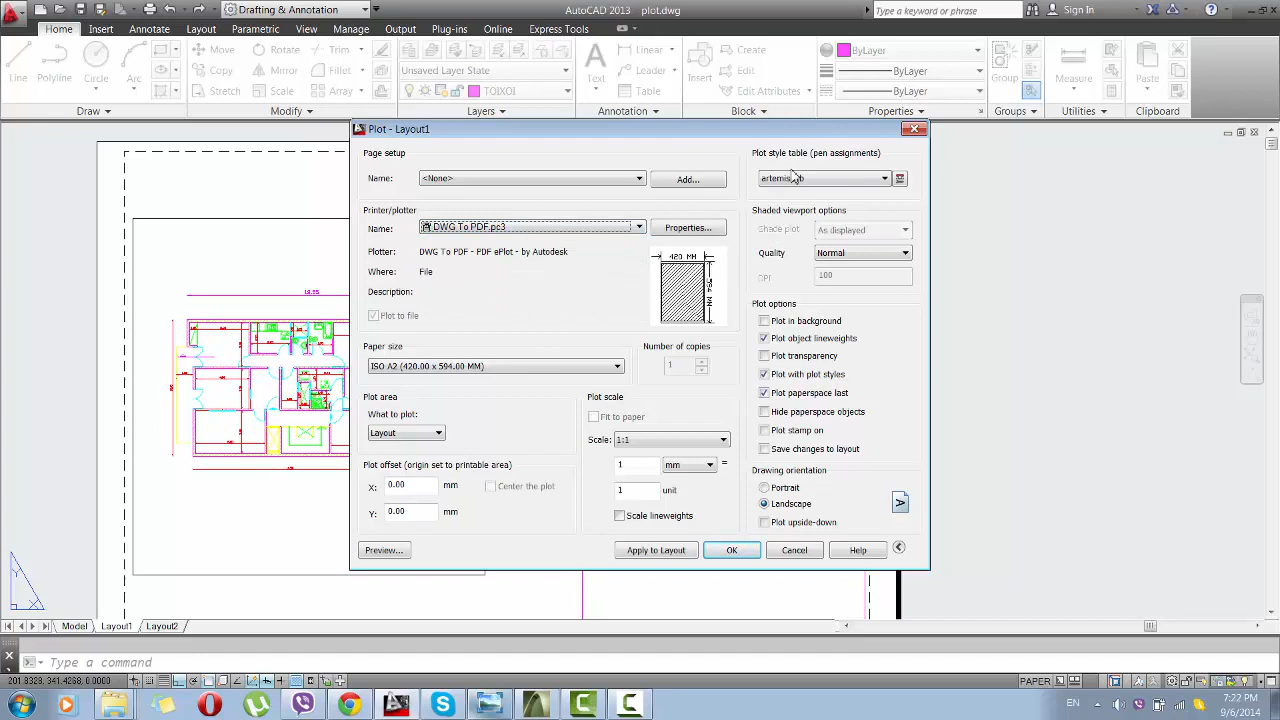 Drafting & Annotation
AutoCAD 2013 plot.dwg
Type a keyword or phrase
Sign In
Home Insert Annotate Layout Parametric View Manage Output Plug-ins Online Express Tools
Line Polyline Circle Arc
Move Rotate Trim
Copy Mirror Fillet
Stretch Scale Array
Unsaved Layer State
TOIXOI
Text
Linear
Leader
Table
Insert
Create
Edit
Edit Attributes
ByLayer
ByLayer
ByLayer
Group
Measure
Paste
Draw Modify Layers Annotation Block Properties Groups Utilities Clipboard
Plot - Layout1
Page setup
Name: <None> Add...
Printer/plotter
Name: DWG To PDF.pc3 Properties...
Plotter: DWG To PDF - PDF ePlot - by Autodesk
Where: File
Description:
Plot to file
420 MM
594 MM
Paper size
ISO A2 (420.00 x 594.00 MM)
Number of copies
1
Plot area
What to plot:
Layout
Plot scale
Fit to paper
Scale: 1:1
1 mm =
1 unit
Scale lineweights
Plot offset (origin set to printable area)
X: 0.00 mm
Center the plot
Y: 0.00 mm
Plot style table (pen assignments)
Shaded viewport options
Shade plot As displayed
Quality Normal
DPI 100
Plot options
Plot in background
Plot object lineweights
Plot transparency
Plot with plot styles
Plot paperspace last
Hide paperspace objects
Plot stamp on
Save changes to layout
Drawing orientation
Portrait
Landscape
Plot upside-down
A
Preview... Apply to Layout OK Cancel Help
Y
X
Model Layout1 Layout2
Type a command
201.8328, 341.4268, 0.0000
PAPER
EN
7:22 PM
9/6/2014